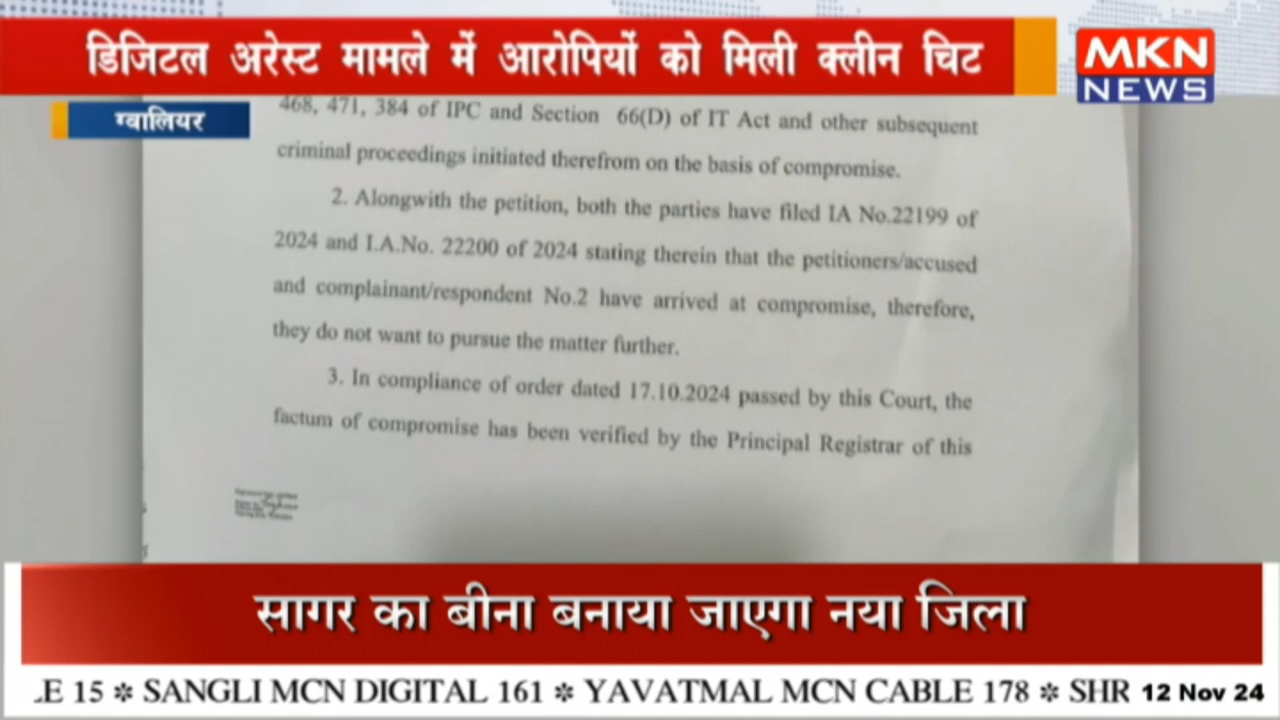 डिजिटल अरेस्ट मामले में आरोपियों को मिली क्लीन चिट
MKN
NEWS
ग्वालियर
468, 471, 384 of IPC and Section 66(D) of IT Act and other subsequent
criminal proceedings initiated therefrom on the basis of compromise.
2. Alongwith the petition, both the parties have filed IA No.22199 of
2024 and I.A.No. 22200 of 2024 stating therein that the petitioners/accused
and complainant/respondent No.2 have arrived at compromise, therefore,
they do not want to pursue the matter further.
3. In compliance of order dated 17.10.2024 passed by this Court, the
factum of compromise has been verified by the Principal Registrar of this
सागर का बीना बनाया जाएगा नया जिला
.E 15 ❇ SANGLI MCN DIGITAL 161 ❇ YAVATMAL MCN CABLE 178 ❇ SHR 12 Nov 24